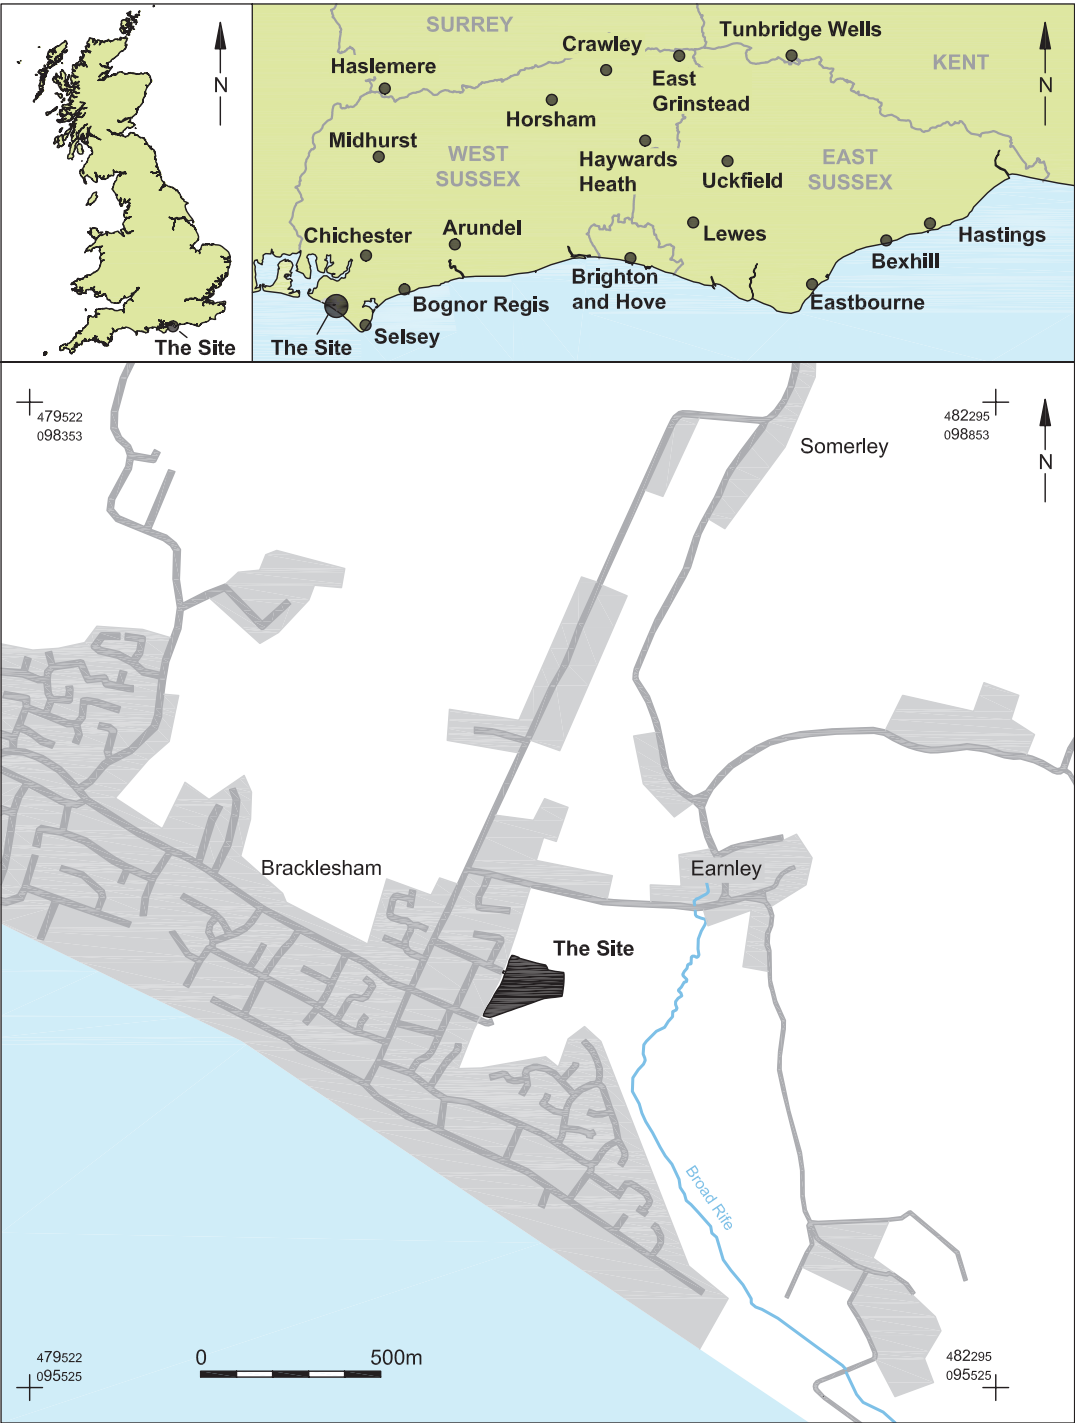 N
The Site
SURREY
Tunbridge Wells
Crawley
KENT
Haslemere
East
Grinstead
N
Horsham
Midhurst
WEST
SUSSEX
Haywards
Heath
Uckfield
EAST
SUSSEX
Chichester
Arundel
Lewes
Hastings
Bexhill
Brighton
and Hove
Bognor Regis
Eastbourne
The Site
Selsey
479522
098353
482295
098853
Somerley
N
Bracklesham
Earnley
The Site
Broad Rife
479522
095525
0 500m
482295
095525